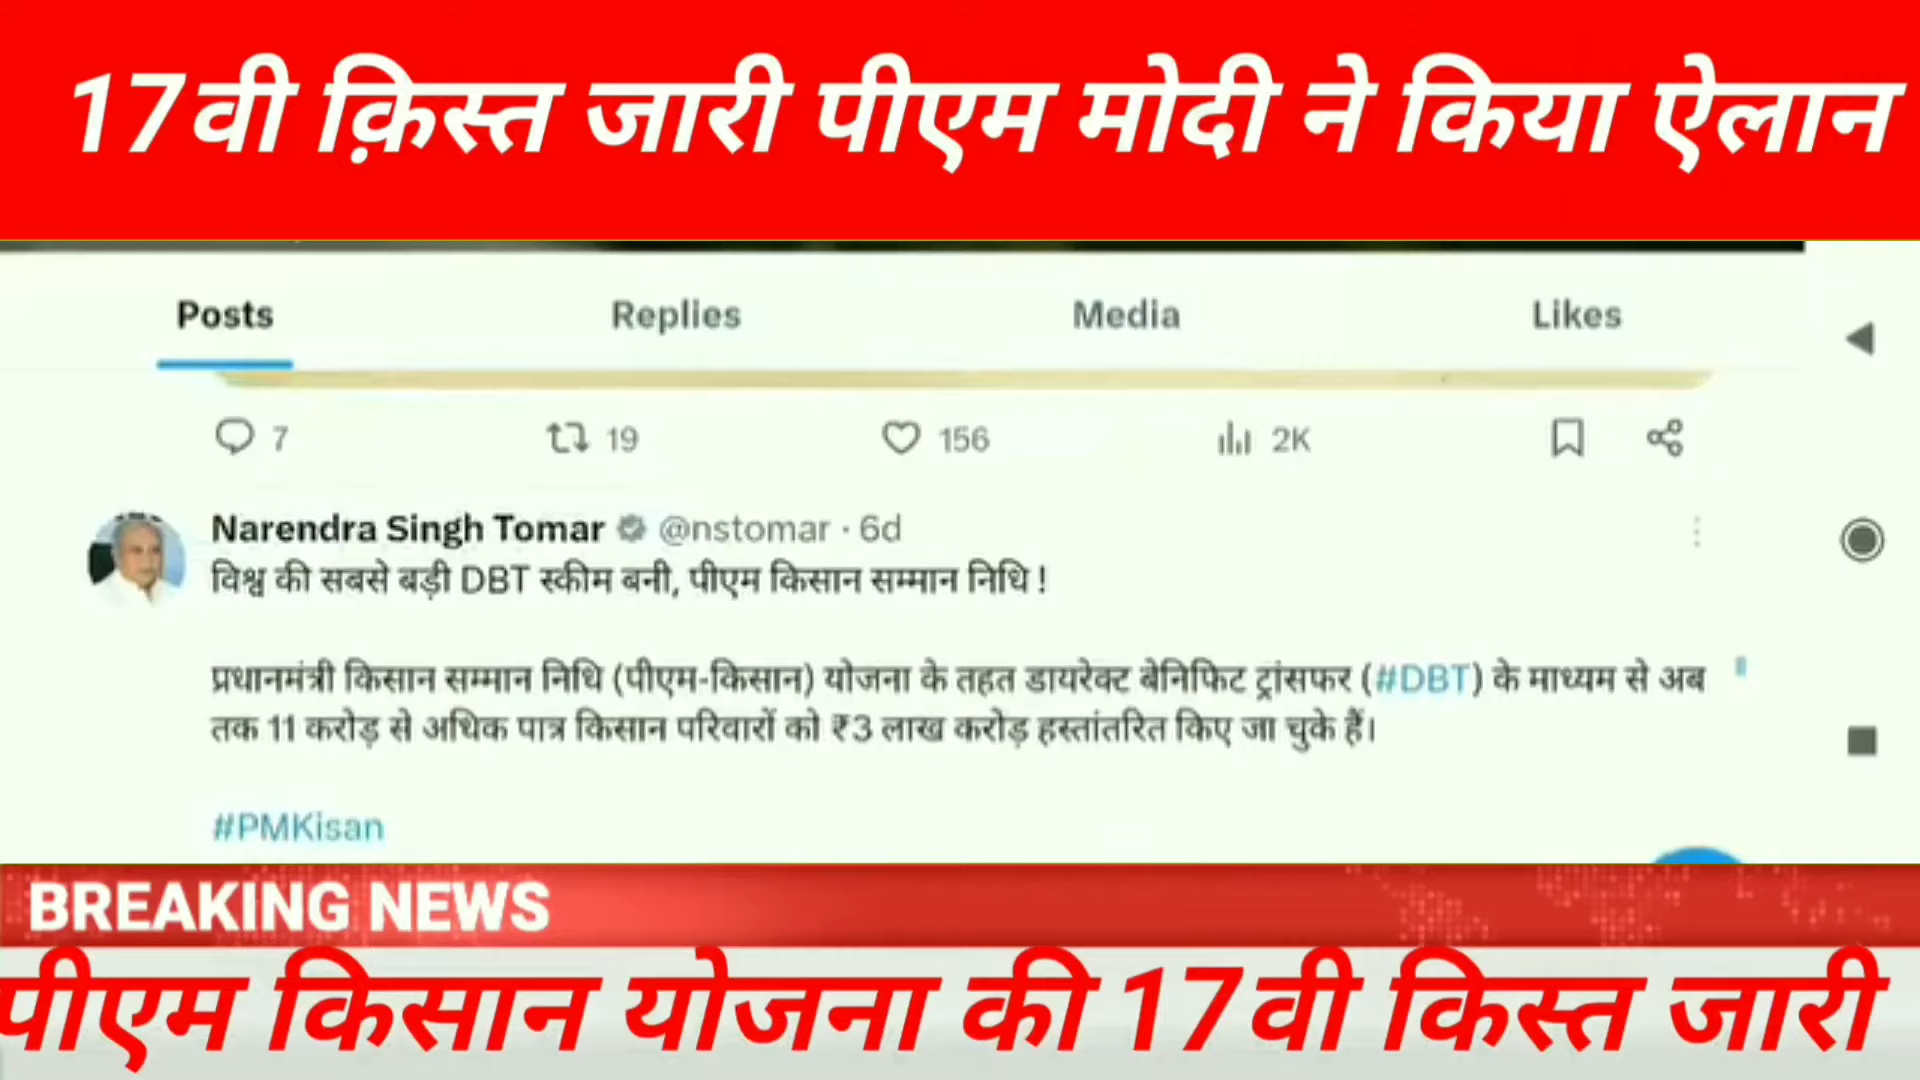 17वी क़िस्त जारी पीएम मोदी ने किया ऐलान
Posts Replies Media Likes
7 19 156 2K
Narendra Singh Tomar @nstomar · 6d
विश्व की सबसे बड़ी DBT स्कीम बनी, पीएम किसान सम्मान निधि !
प्रधानमंत्री किसान सम्मान निधि (पीएम-किसान) योजना के तहत डायरेक्ट बेनिफिट ट्रांसफर (#DBT) के माध्यम से अब
तक 11 करोड़ से अधिक पात्र किसान परिवारों को ₹3 लाख करोड़ हस्तांतरित किए जा चुके हैं।
#PMKisan
BREAKING NEWS
पीएम किसान योजना की 17वी किस्त जारी